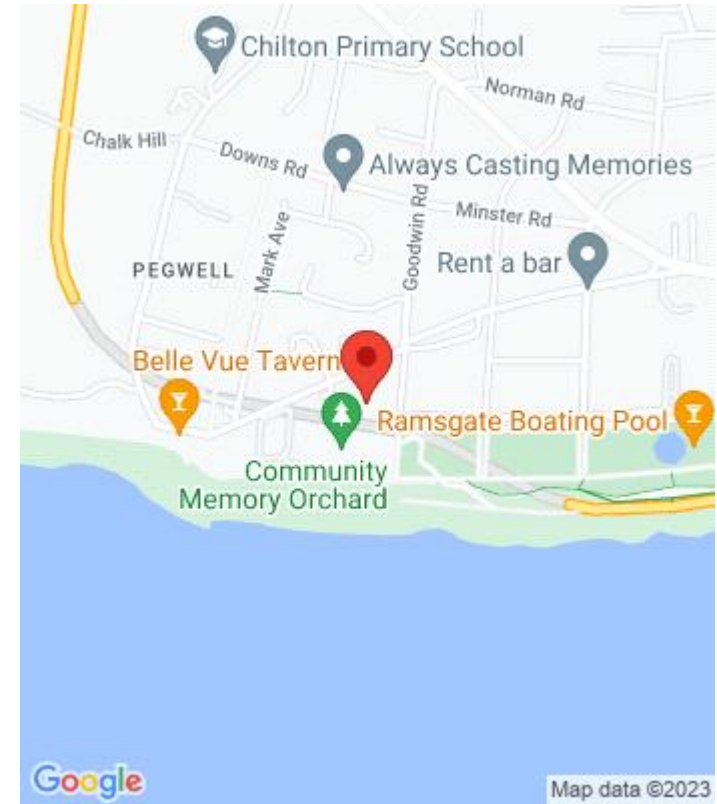 Chilton Primary School
Norman Rd
Chalk Hill
Downs Rd
Always Casting Memories
Minster Rd
Goodwin Rd
Mark Ave
Rent a bar
PEGWELL
Belle Vue Tavern
Ramsgate Boating Pool
Community
Memory Orchard
Google
Map data ©2023